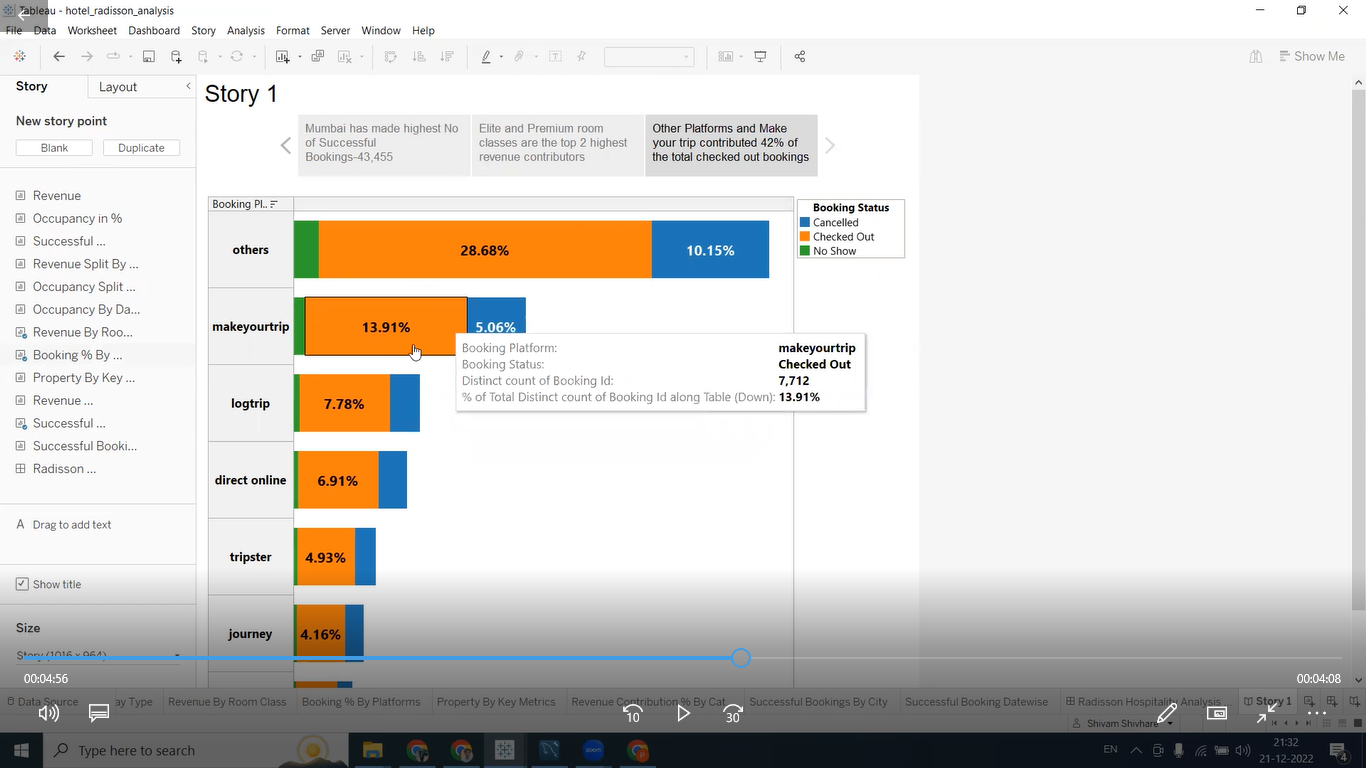 Tableau - hotel_radisson_analysis
File Data Worksheet Dashboard Story Analysis Format Server Window Help
Show Me
Story Layout
New story point
Blank Duplicate
Revenue
Occupancy in %
Successful ...
Revenue Split By ...
Occupancy Split ...
Occupancy By Da...
Revenue By Roo...
Booking % By ...
Property By Key ...
Revenue ...
Successful ...
Successful Booki...
Radisson ...
A Drag to add text
Show title
Size
Story (1016 x 964)
Story 1
Mumbai has made highest No
of Successful
Bookings-43,455
Elite and Premium room
classes are the top 2 highest
revenue contributors
Other Platforms and Make
your trip contributed 42% of
the total checked out bookings
Booking Pl..
others 28.68% 10.15%
makeyourtrip 13.91% 5.06%
logtrip 7.78%
direct online 6.91%
tripster 4.93%
journey 4.16%
Booking Status
Cancelled
Checked Out
No Show
Booking Platform: makeyourtrip
Booking Status: Checked Out
Distinct count of Booking Id: 7,712
% of Total Distinct count of Booking Id along Table (Down): 13.91%
00:04:56 00:04:08
Data Source ay Type Revenue By Room Class Booking % By Platforms Property By Key Metrics Revenue Contribution % By Cat Successful Bookings By City Successful Booking Datewise Radisson Hospitality Analysis Story 1
10 30
Shivam Shivhare
Type here to search
EN
21:32
21-12-2022
4